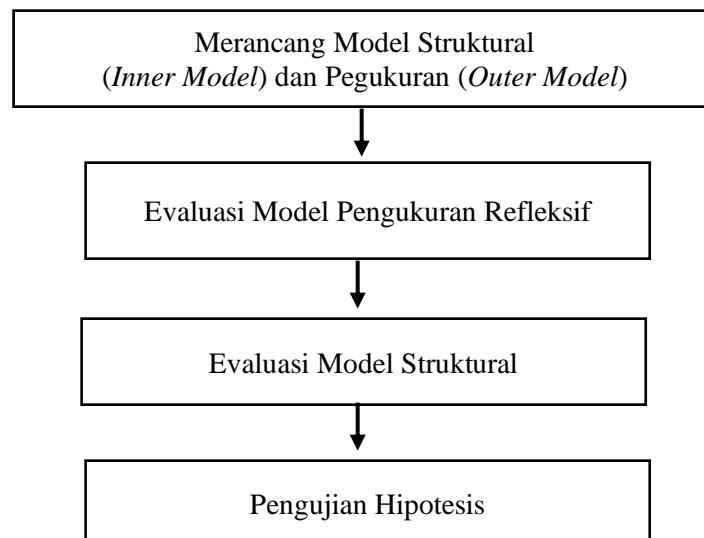 Merancang Model Struktural
(Inner Model) dan Pegukuran (Outer Model)
Evaluasi Model Pengukuran Refleksif
Evaluasi Model Struktural
Pengujian Hipotesis